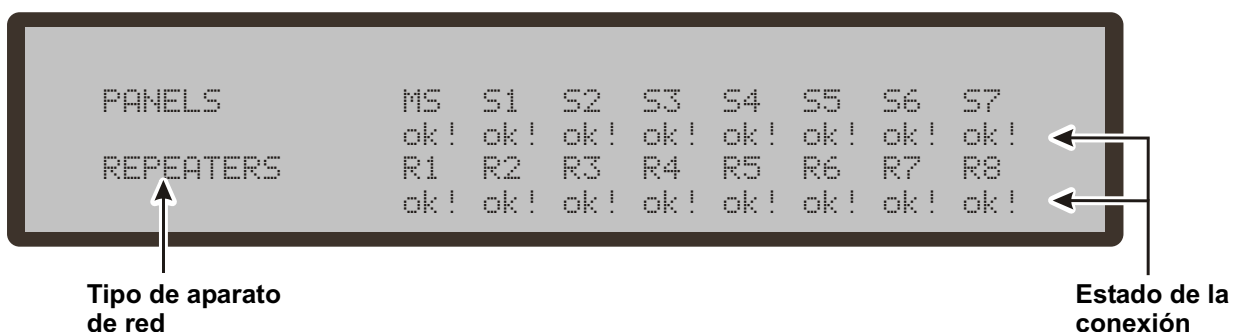 PANELS MS S1 S2 S3 S4 S5 S6 S7
ok! ok! ok! ok! ok! ok! ok! ok!
REPEATERS R1 R2 R3 R4 R5 R6 R7 R8
ok! ok! ok! ok! ok! ok! ok! ok!
Tipo de aparato
de red
Estado de la
conexión